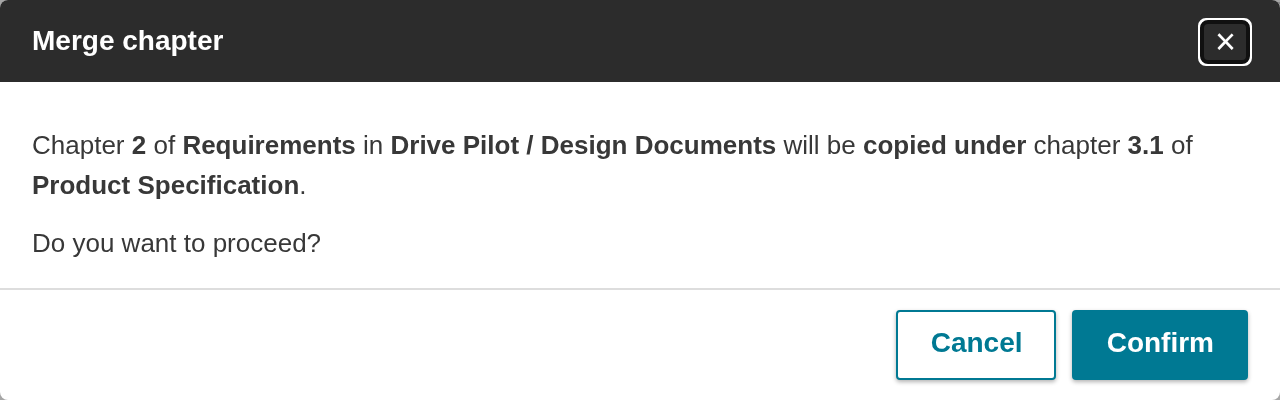 Merge chapter
Chapter 2 of Requirements in Drive Pilot / Design Documents will be copied under chapter 3.1 of
Product Specification.
Do you want to proceed?
Cancel
Confirm